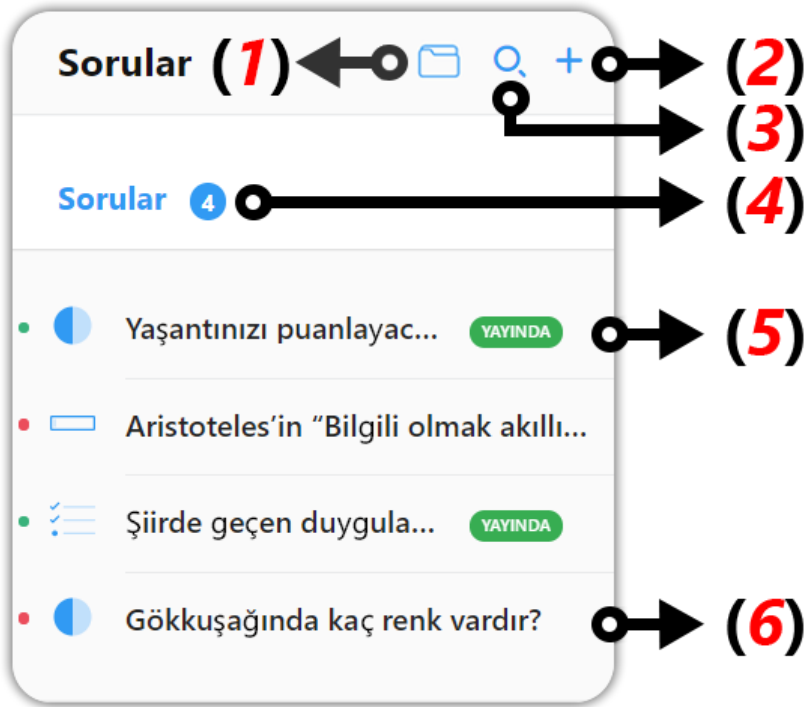 Sorular (1) (2)
(3)
Sorular 4 (4)
Yaşantınızı puanlayac... YAYINDA (5)
Aristoteles’in “Bilgili olmak akıllı...
Şiirde geçen duygula... YAYINDA
Gökkuşağında kaç renk vardır? (6)